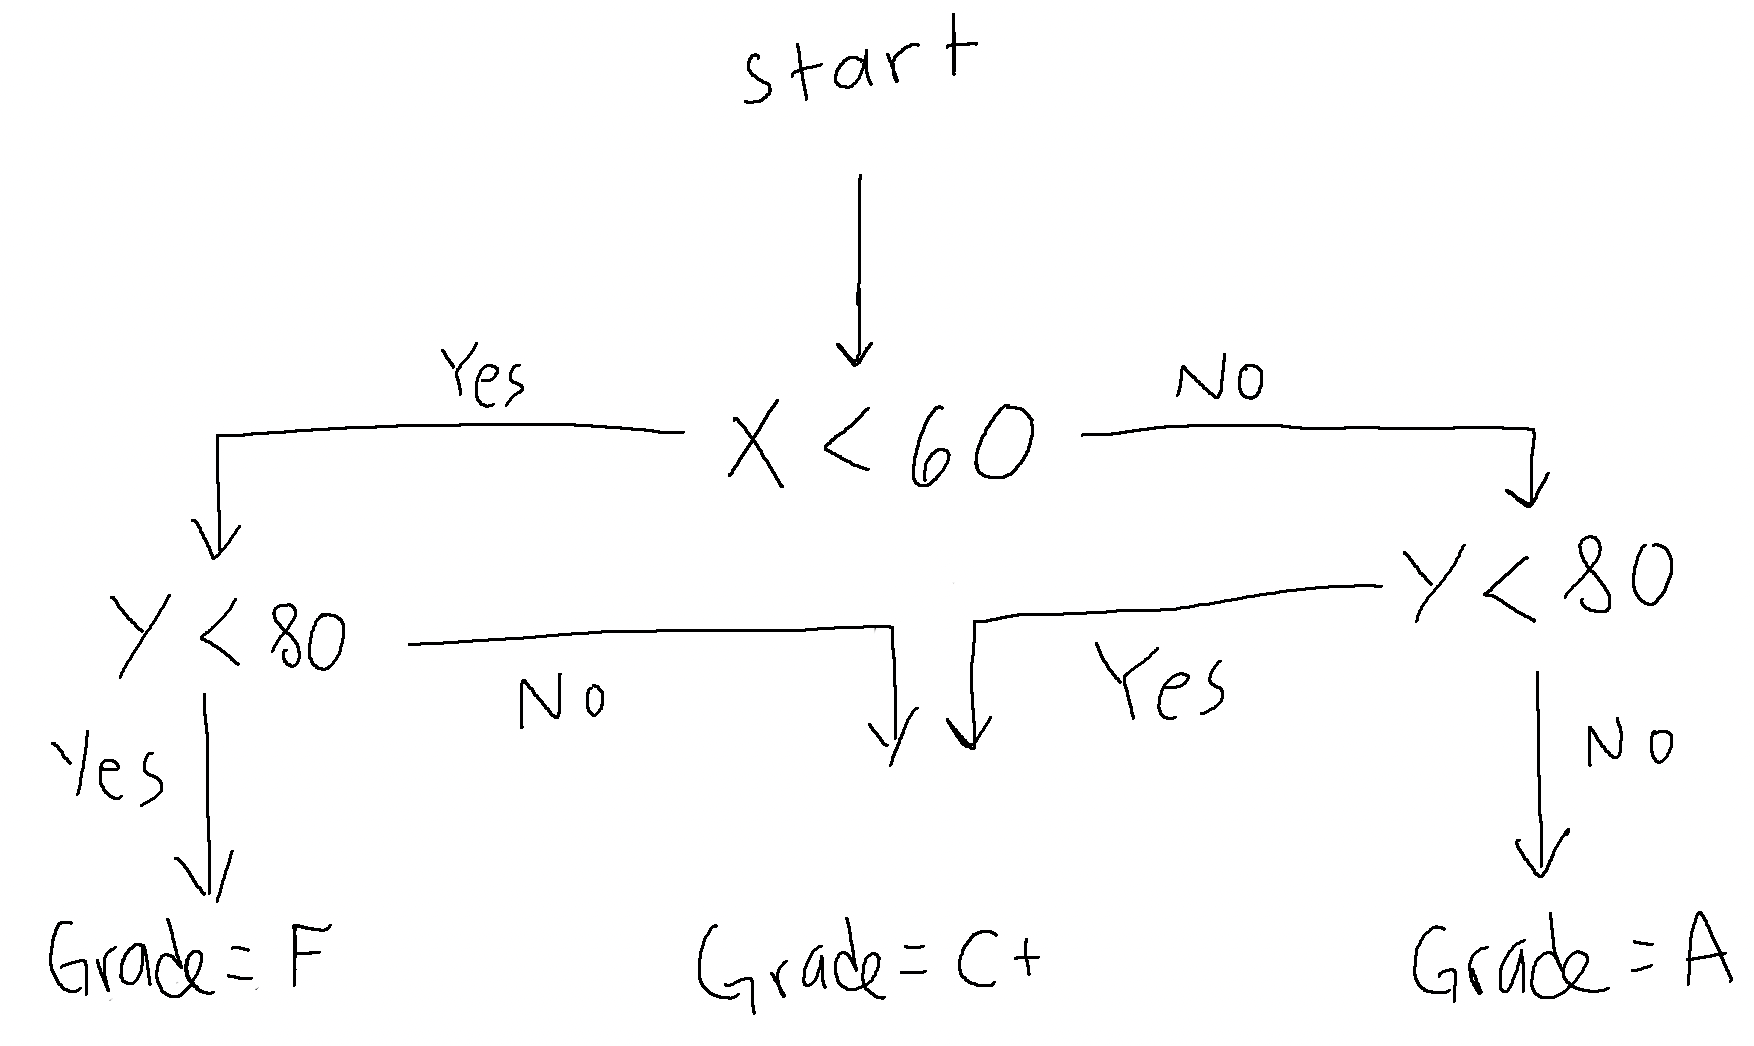 start
Yes
No
X < 60
Y < 80
Y < 80
No
Yes
Yes
No
Grade = F
Grade = C+
Grade = A